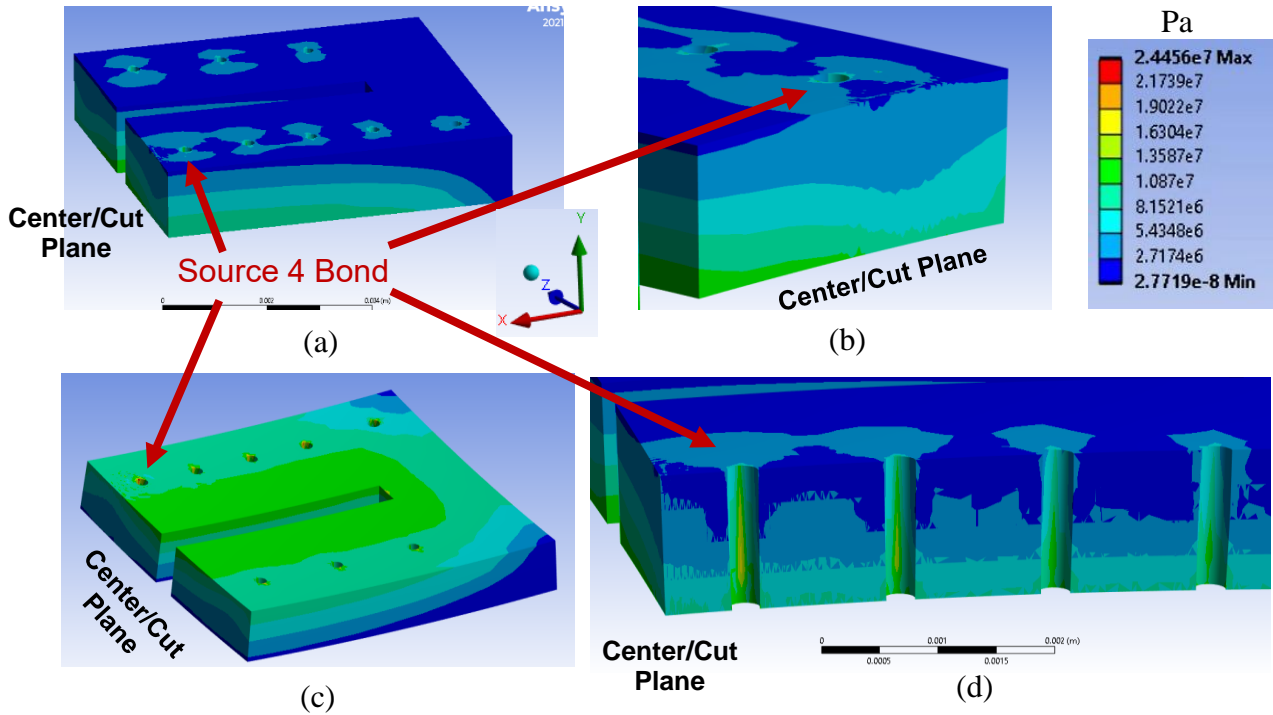 Ansy
2021
Pa
2.4456e7 Max
2.1739e7
1.9022e7
1.6304e7
1.3587e7
1.087e7
8.1521e6
5.4348e6
2.7174e6
2.7719e-8 Min
Center/Cut
Plane
Source 4 Bond
0
0.002
0.004 (m)
Y
Z
X
Center/Cut Plane
(a)
(b)
Center/Cut
Plane
Center/Cut
Plane
0
0.001
0.002 (m)
0.0005
0.0015
(c)
(d)